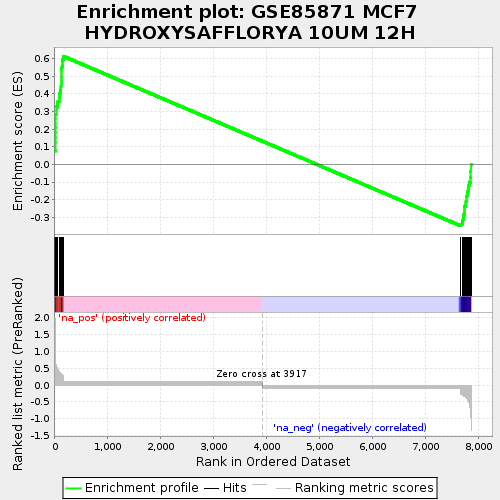 Enrichment plot: GSE85871 MCF7
HYDROXYSAFFLORYA 10UM 12H
Enrichment score (ES)
0.6
0.5
0.4
0.3
0.2
0.1
0.0
-0.1
-0.2
-0.3
'na_pos' (positively correlated)
Ranked list metric (PreRanked)
2.0
1.5
1.0
0.5
0.0
-0.5
-1.0
-1.5
Zero cross at 3917
'na_neg' (negatively correlated)
0 1,000 2,000 3,000 4,000 5,000 6,000 7,000 8,000
Rank in Ordered Dataset
Enrichment profile Hits Ranking metric scores